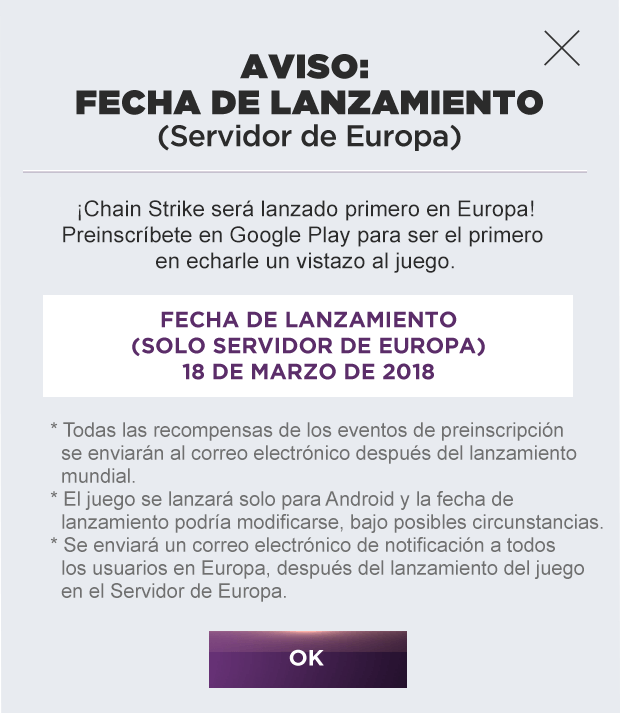 AVISO:
FECHA DE LANZAMIENTO
(Servidor de Europa)
¡Chain Strike será lanzado primero en Europa!
Preinscríbete en Google Play para ser el primero
en echarle un vistazo al juego.
FECHA DE LANZAMIENTO
(SOLO SERVIDOR DE EUROPA)
18 DE MARZO DE 2018
* Todas las recompensas de los eventos de preinscripción
se enviarán al correo electrónico después del lanzamiento
mundial.
* El juego se lanzará solo para Android y la fecha de
lanzamiento podría modificarse, bajo posibles circunstancias.
* Se enviará un correo electrónico de notificación a todos
los usuarios en Europa, después del lanzamiento del juego
en el Servidor de Europa.
OK